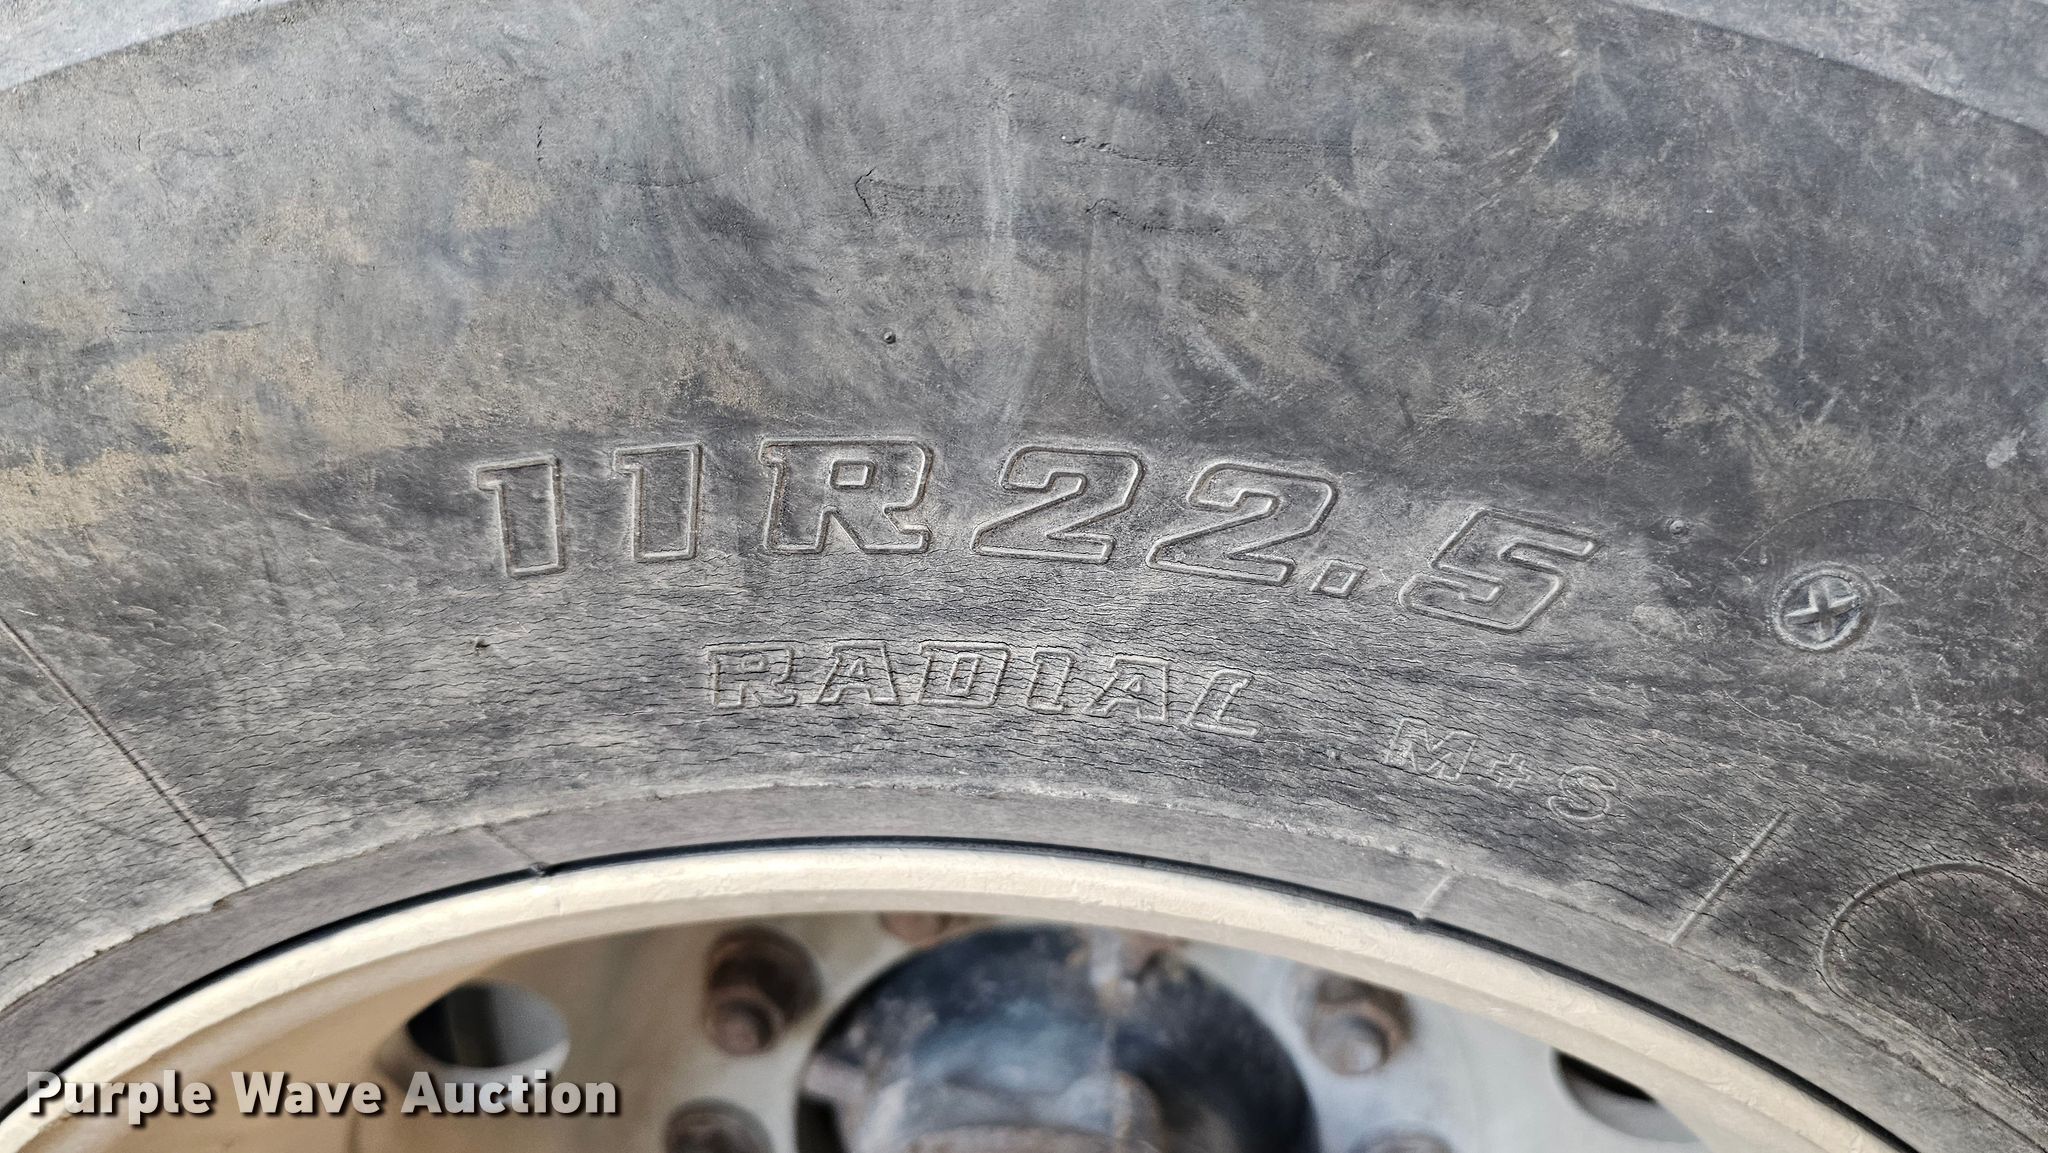 11R22.5
RADIAL
M+S
Purple Wave Auction